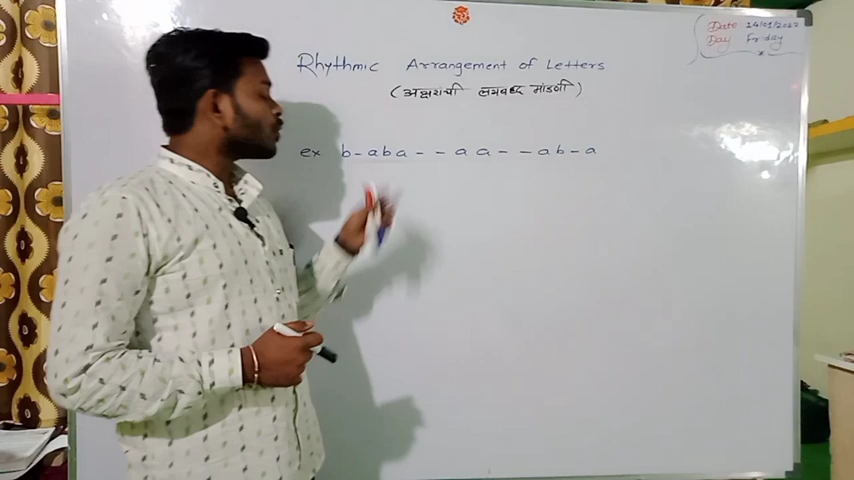 Date 14/01/2022
Day Friday
Rhythmic Arrangement of Letters
(अक्षरांची लयबद्ध मांडणी)
ex b-aba--aa--ab-a